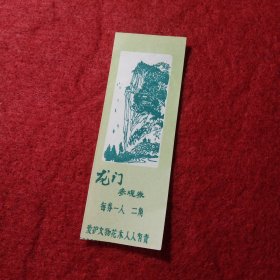 龙门
参观券
每券一人 二角
爱护文物花木人人有责